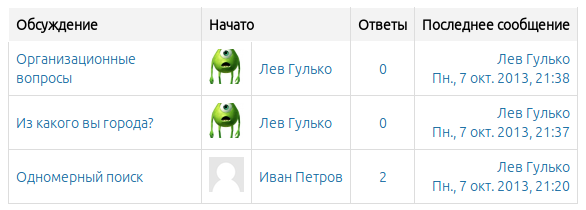 Обсуждение Начато Ответы Последнее сообщение
Организационные вопросы Лев Гулько 0 Лев Гулько
Пн., 7 окт. 2013, 21:38
Из какого вы города? Лев Гулько 0 Лев Гулько
Пн., 7 окт. 2013, 21:37
Одномерный поиск Иван Петров 2 Лев Гулько
Пн., 7 окт. 2013, 21:20